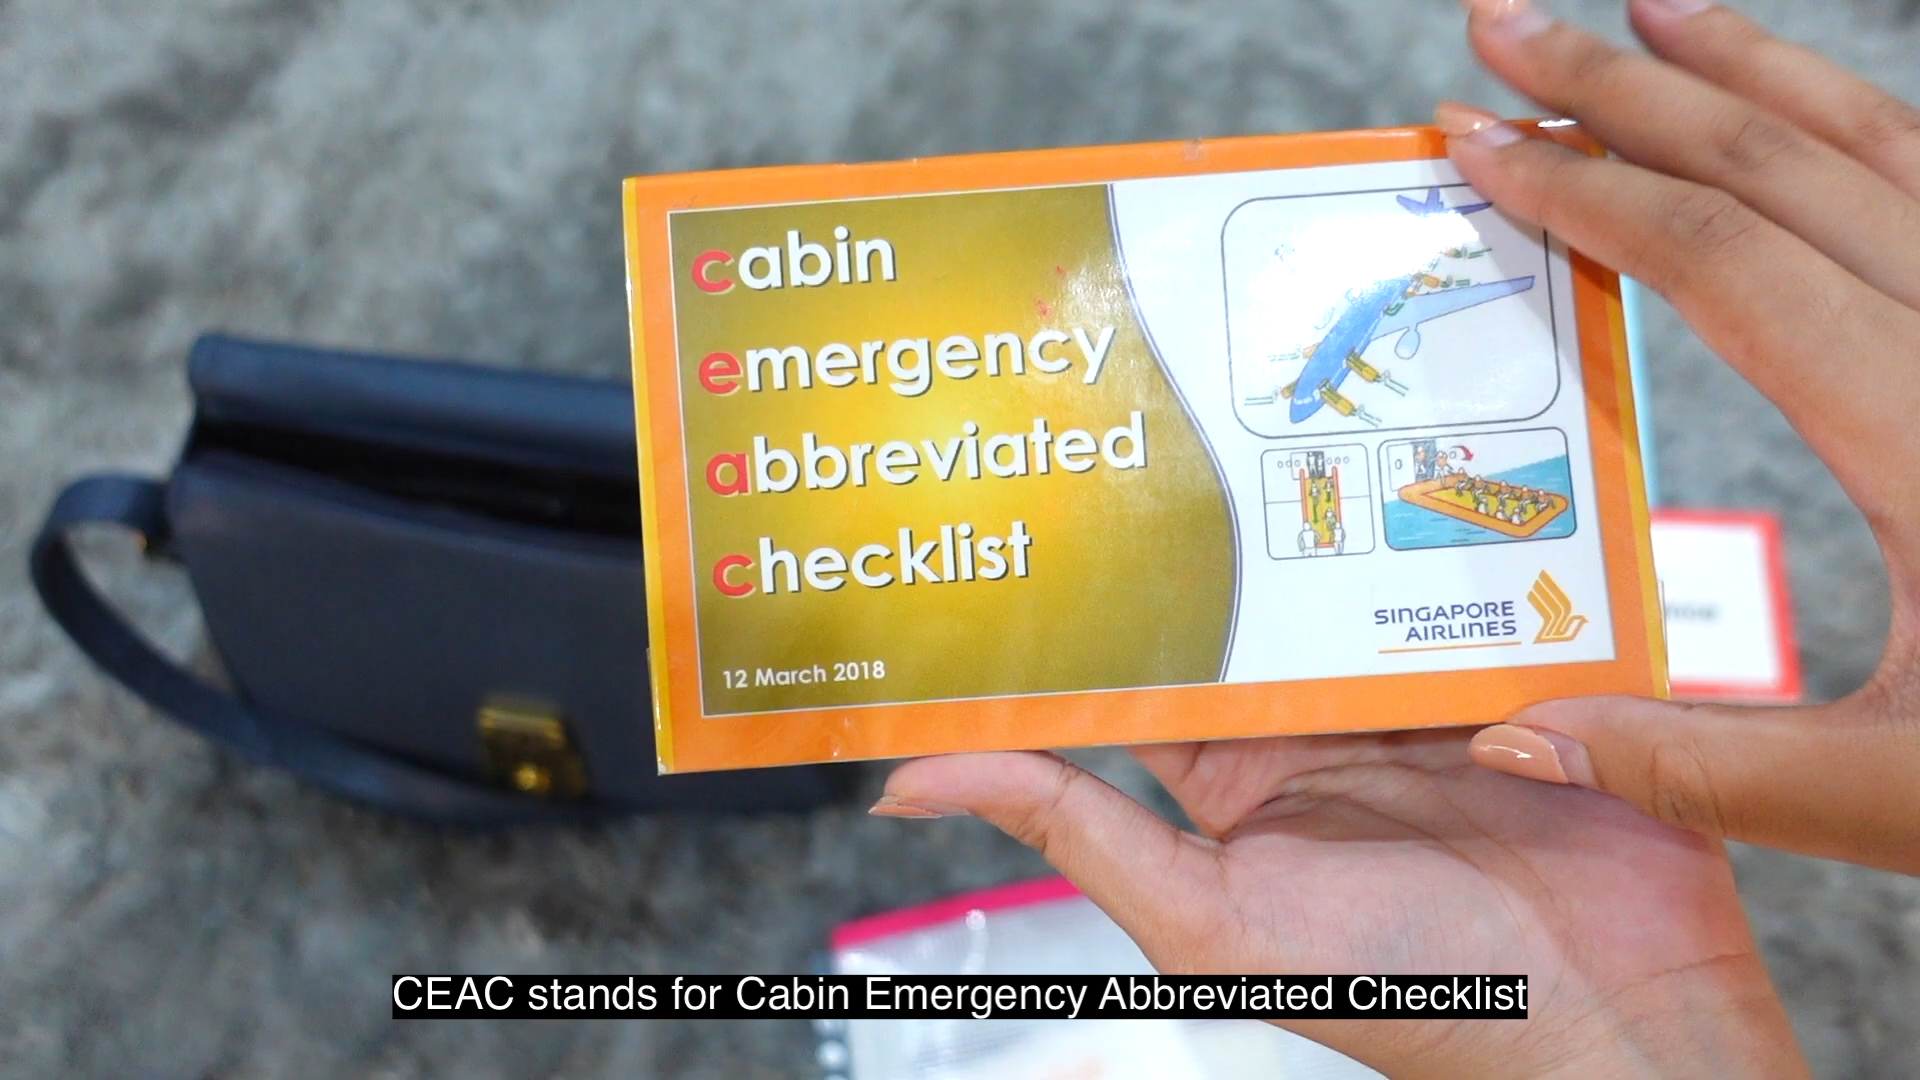 cabin
emergency
abbreviated
checklist
12 March 2018
SINGAPORE
AIRLINES
CEAC stands for Cabin Emergency Abbreviated Checklist